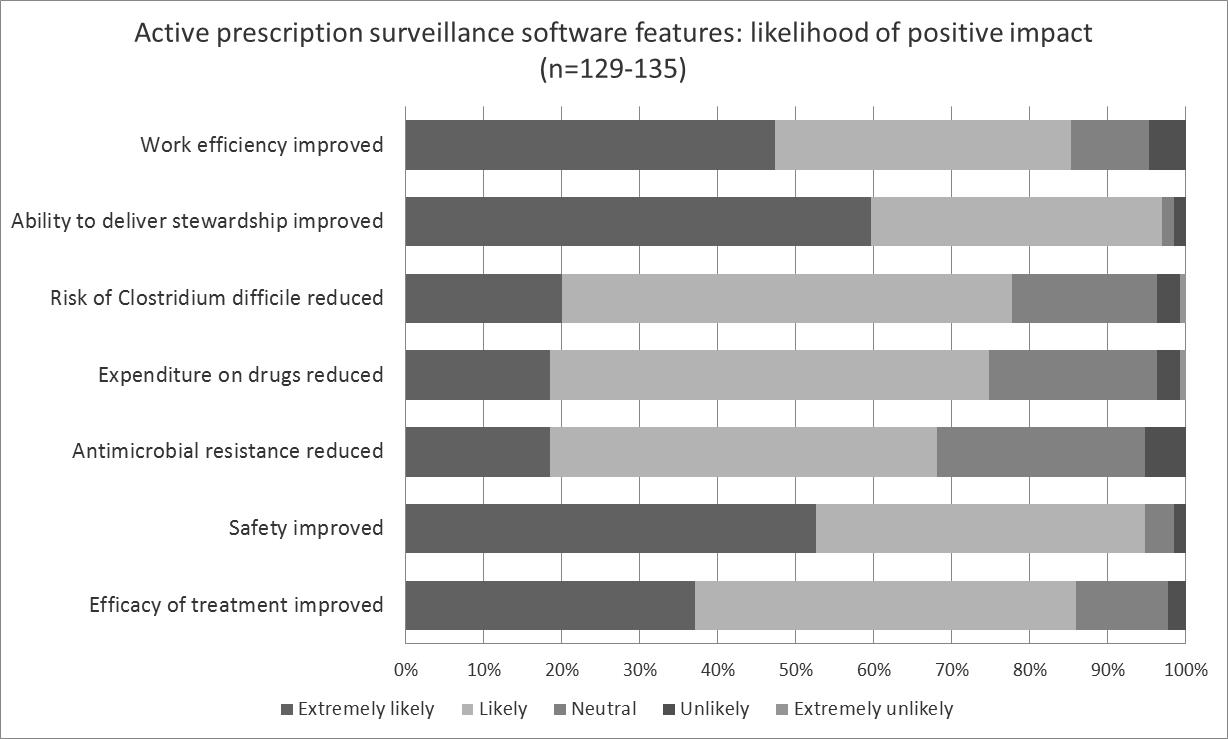 Active prescription surveillance software features: likelihood of positive impact
(n=129-135)
Work efficiency improved
Ability to deliver stewardship improved
Risk of Clostridium difficile reduced
Expenditure on drugs reduced
Antimicrobial resistance reduced
Safety improved
Efficacy of treatment improved
0% 10% 20% 30% 40% 50% 60% 70% 80% 90% 100%
Extremely likely Likely Neutral Unlikely Extremely unlikely